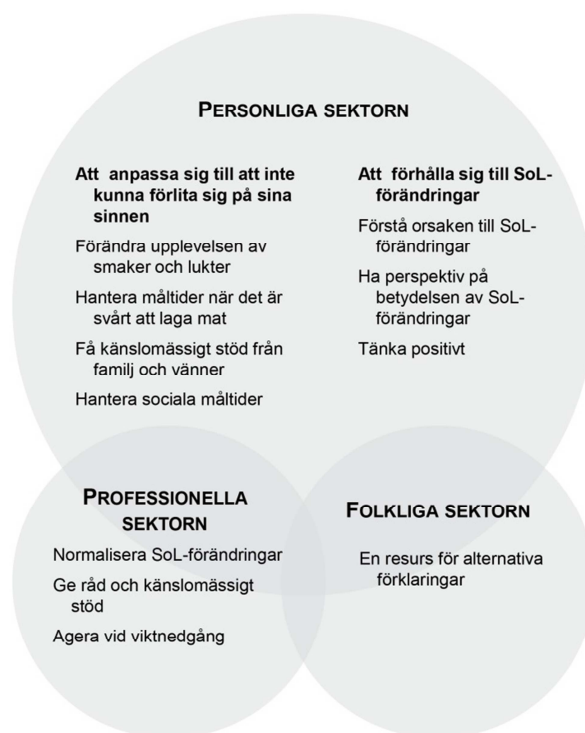 PERSONLIGA SEKTORN
Att anpassa sig till att inte
kunna förlita sig på sina
sinnen
Förändra upplevelsen av
smaker och lukter
Hantera måltider när det är
svårt att laga mat
Få känslomässigt stöd från
familj och vänner
Hantera sociala måltider
Att förhålla sig till SoL-
förändringar
Förstå orsaken till SoL-
förändringar
Ha perspektiv på
betydelsen av SoL-
förändringar
Tänka positivt
PROFESSIONELLA
SEKTORN
Normalisera SoL-förändringar
Ge råd och känslomässigt
stöd
Agera vid viktnedgång
FOLKLIGA SEKTORN
En resurs för alternativa
förklaringar